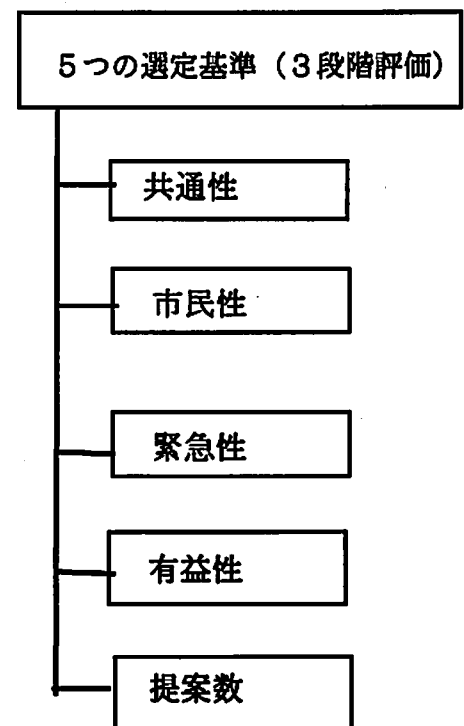 ５つの選定基準（３段階評価）
共通性
市民性
緊急性
有益性
提案数